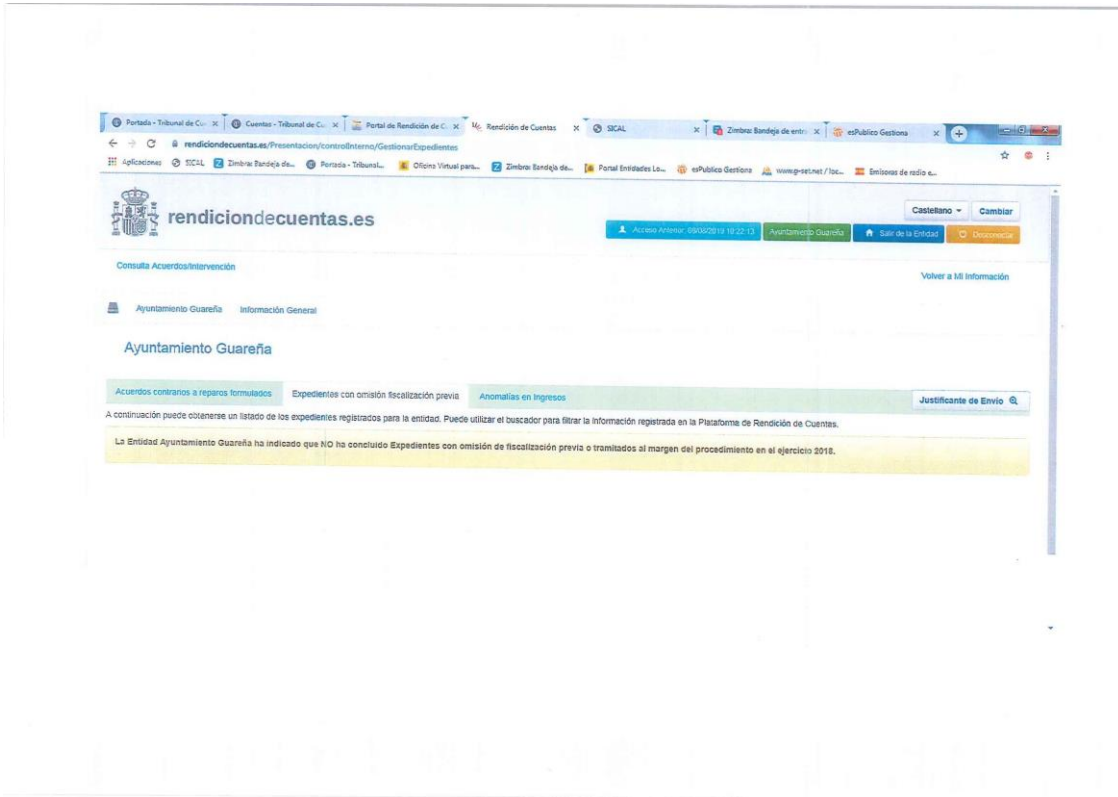 Portada - Tribunal de Cu
Cuentas - Tribunal de C
Portal de Rendición de C
Rendición de Cuentas
SICAL
Zimbra: Bandeja de entr
esPublico Gestiona
rendiciondecuentas.es/Presentacion/controlInterno/GestionarExpedientes
Aplicaciones
SICAL
Zimbra: Bandeja de...
Portada - Tribunal...
Oficina Virtual para...
Zimbra: Bandeja de...
Portal Entidades Lo...
esPublico Gestiona
www.p-set.net / loc...
Emisoras de radio e...
rendiciondecuentas.es
Castellano
Cambiar
Ayuntamiento Guareña
Salir de la Entidad
Desconectar
Consulta Acuerdos/Intervención
Volver a Mi Información
Ayuntamiento Guareña
Información General
Ayuntamiento Guareña
Acuerdos contrarios a reparos formulados
Expedientes con omisión fiscalización previa
Anomalías en Ingresos
Justificante de Envío
A continuación puede obtenerse un listado de los expedientes registrados para la entidad. Puede utilizar el buscador para filtrar la información registrada en la Plataforma de Rendición de Cuentas.
La Entidad Ayuntamiento Guareña ha indicado que NO ha concluido Expedientes con omisión de fiscalización previa o tramitados al margen del procedimiento en el ejercicio 2018.